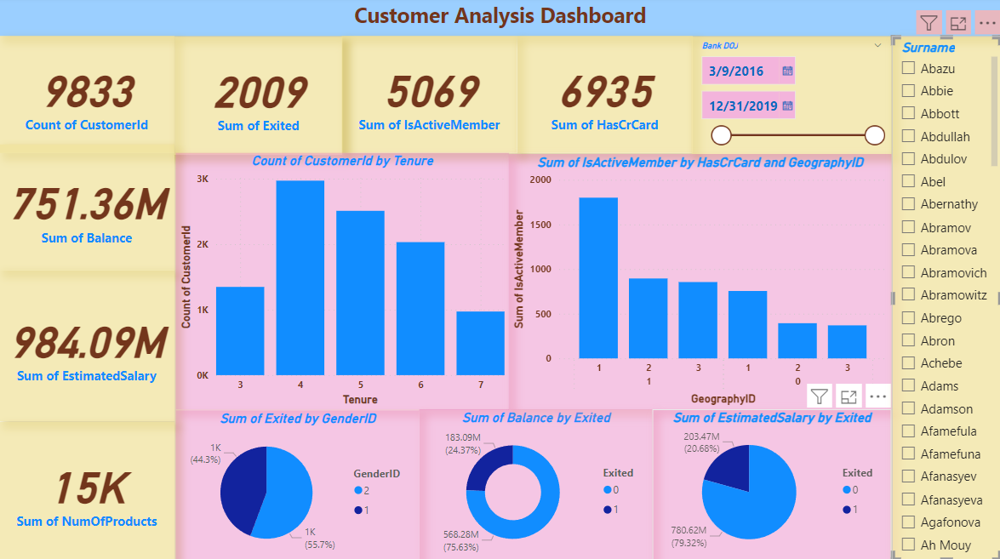 Customer Analysis Dashboard
9833
Count of CustomerId
2009
Sum of Exited
5069
Sum of IsActiveMember
6935
Sum of HasCrCard
Bank DOJ
3/9/2016
12/31/2019
751.36M
Sum of Balance
984.09M
Sum of EstimatedSalary
15K
Sum of NumOfProducts
Count of CustomerId by Tenure
Count of CustomerId
3K
2K
1K
0K
3 4 5 6 7
Tenure
Sum of IsActiveMember by HasCrCard and GeographyID
Sum of IsActiveMember
2000
1500
1000
500
0
1 2 3 1 2 3
1 0
GeographyID
Sum of Exited by GenderID
1K
(44.3%)
1K
(55.7%)
GenderID
2
1
Sum of Balance by Exited
183.09M
(24.37%)
568.28M
(75.63%)
Exited
0
1
Sum of EstimatedSalary by Exited
203.47M
(20.68%)
780.62M
(79.32%)
Exited
0
1
Surname
Abazu
Abbie
Abbott
Abdullah
Abdulov
Abel
Abernathy
Abramov
Abramova
Abramovich
Abramowitz
Abrego
Abron
Achebe
Adams
Adamson
Afamefula
Afamefuna
Afanasyev
Afanasyeva
Agafonova
Ah Mouy